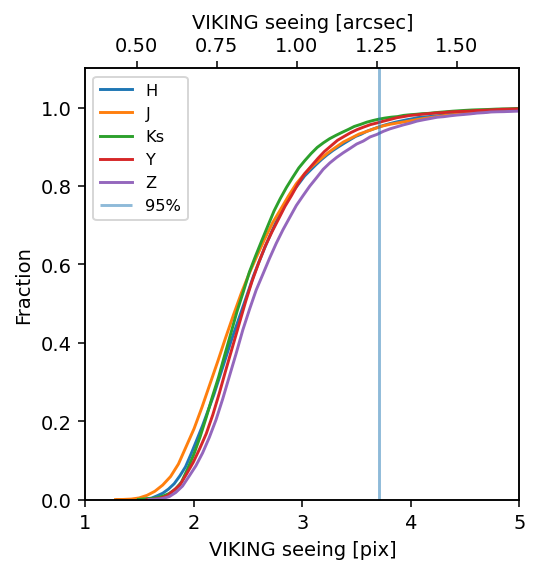 VIKING seeing [arcsec]
0.50 0.75 1.00 1.25 1.50
H
J
Ks
Y
Z
95%
1.0
0.8
0.6
0.4
0.2
0.0
Fraction
1 2 3 4 5
VIKING seeing [pix]